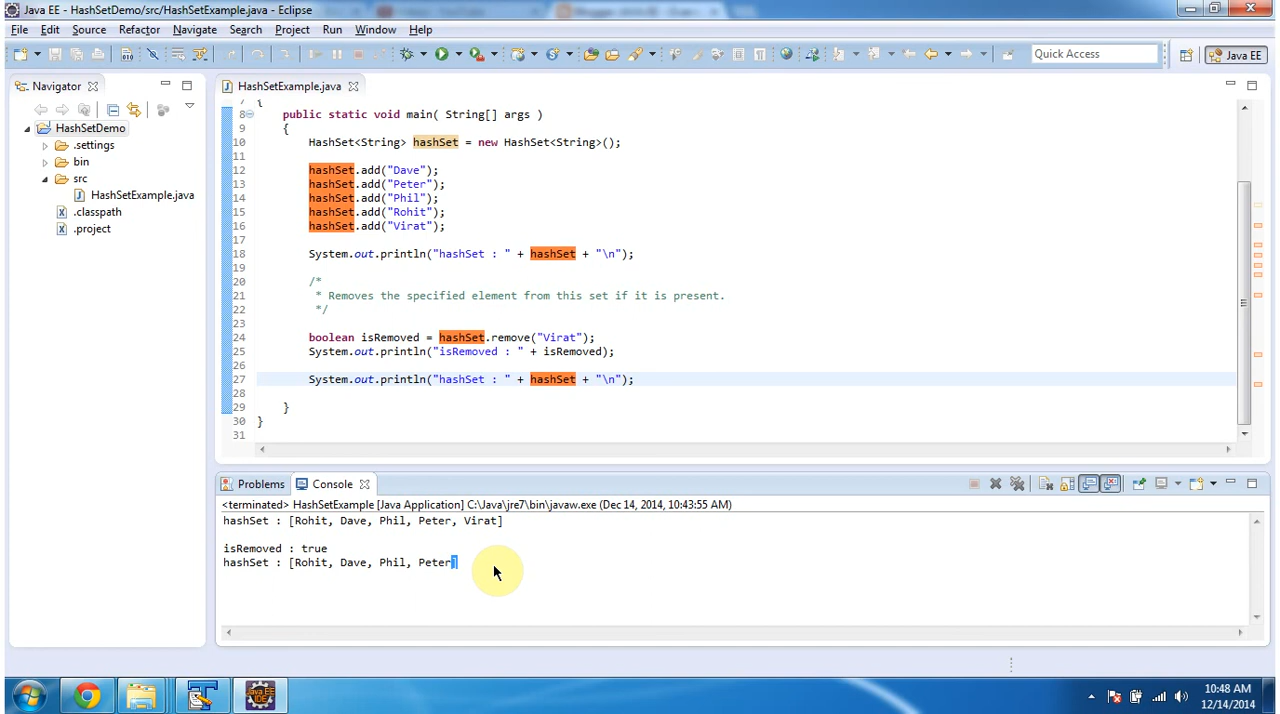 Java EE - HashSetDemo/src/HashSetExample.java - Eclipse
File Edit Source Refactor Navigate Search Project Run Window Help
Quick Access Java EE
Navigator
HashSetExample.java
HashSetDemo
.settings
bin
src
HashSetExample.java
.classpath
.project
7 {
8 public static void main( String[] args )
9 {
10 HashSet<String> hashSet = new HashSet<String>();
11
12 hashSet.add("Dave");
13 hashSet.add("Peter");
14 hashSet.add("Phil");
15 hashSet.add("Rohit");
16 hashSet.add("Virat");
17
18 System.out.println("hashSet : " + hashSet + "\n");
19
20 /*
21 * Removes the specified element from this set if it is present.
22 */
23
24 boolean isRemoved = hashSet.remove("Virat");
25 System.out.println("isRemoved : " + isRemoved);
26
27 System.out.println("hashSet : " + hashSet + "\n");
28
29 }
30 }
31
Problems Console
<terminated> HashSetExample [Java Application] C:\Java\jre7\bin\javaw.exe (Dec 14, 2014, 10:43:55 AM)
hashSet : [Rohit, Dave, Phil, Peter, Virat]
isRemoved : true
hashSet : [Rohit, Dave, Phil, Peter]
Java EE
IDE
10:48 AM
12/14/2014